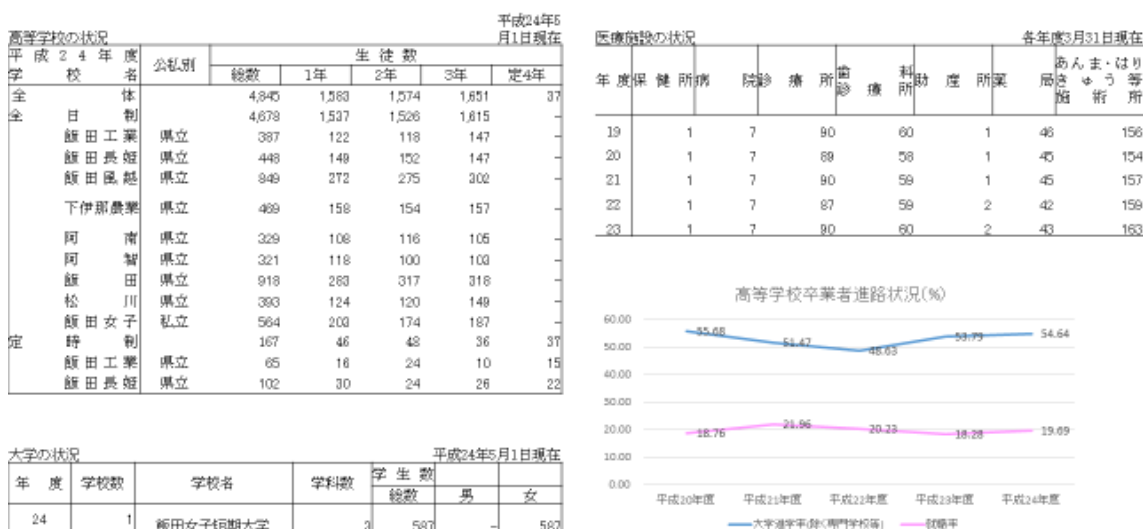 平成24年5
月1日現在
高等学校の状況
平成24年度
学校名 公私別 生徒数
総数 1年 2年 3年 定4年
全体 4,845 1,583 1,574 1,651 37
全日制 4,678 1,537 1,526 1,615 -
飯田工業 県立 387 122 118 147 -
飯田長姫 県立 448 149 152 147 -
飯田風越 県立 849 272 275 302 -
下伊那農業 県立 469 158 154 157 -
阿南 県立 329 108 116 105 -
阿智 県立 321 118 100 103 -
飯田 県立 918 283 317 318 -
松川 県立 393 124 120 149 -
飯田女子 私立 564 203 174 187 -
定時制 167 46 48 36 37
飯田工業 県立 65 16 24 10 15
飯田長姫 県立 102 30 24 26 22
大学の状況 平成24年5月1日現在
年度 学校数 学校名 学科数 学生数
総数 男 女
24 1 飯田女子短期大学 3 587 - 587
医療施設の状況 各年度3月31日現在
年度 保健所 病院 診療所 歯科診療所 助産所 薬局 あんま・はりきゅう等施術所
19 1 7 90 60 1 46 156
20 1 7 89 58 1 45 154
21 1 7 90 59 1 45 157
22 1 7 87 59 2 42 159
23 1 7 90 60 2 43 163
高等学校卒業者進路状況(%)
60.00
50.00
40.00
30.00
20.00
10.00
0.00
55.68 51.47 48.63 53.79 54.64
18.76 21.96 20.23 18.28 19.69
平成20年度 平成21年度 平成22年度 平成23年度 平成24年度
大学進学率(除く専門学校等) 就職率